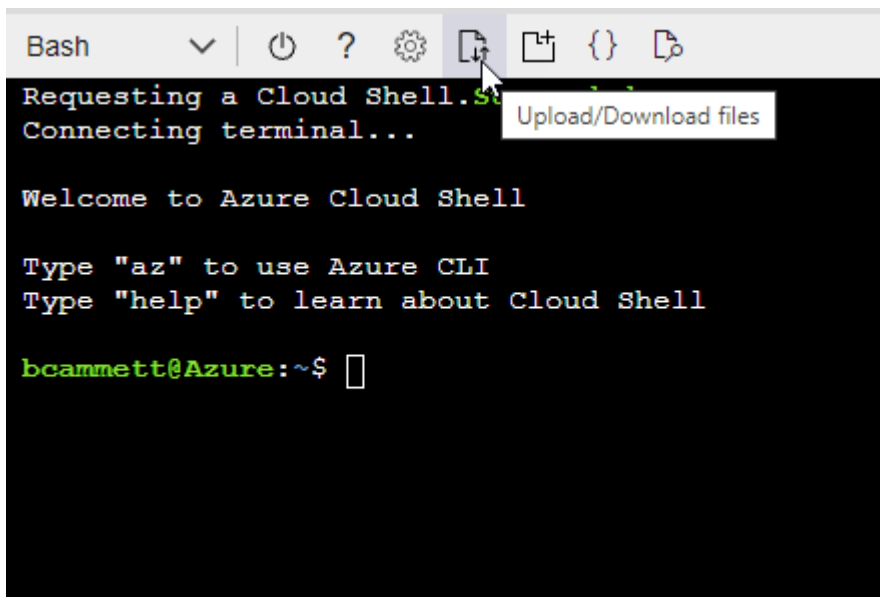 Bash
Requesting a Cloud Shell.
Upload/Download files
Connecting terminal...
Welcome to Azure Cloud Shell
Type "az" to use Azure CLI
Type "help" to learn about Cloud Shell
bcammett@Azure:~$